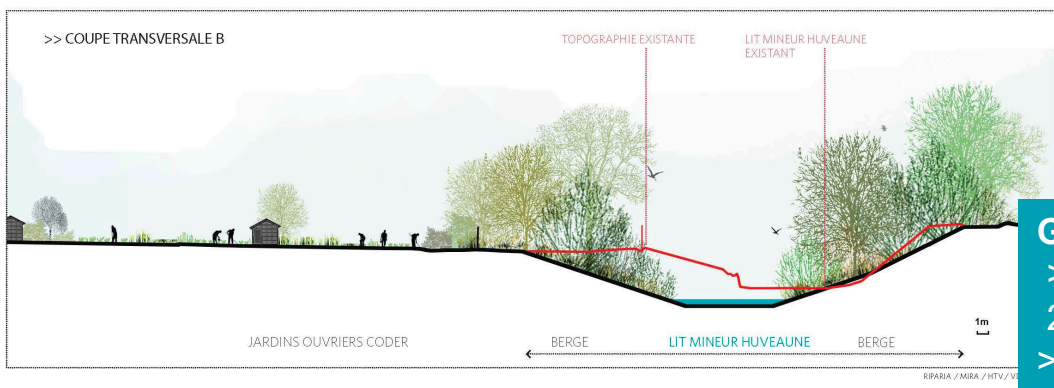 >> COUPE TRANSVERSALE B
TOPOGRAPHIE EXISTANTE
LIT MINEUR HUVEAUNE
EXISTANT
G
>
2
>
1m
JARDINS OUVRIERS CODER
BERGE
LIT MINEUR HUVEAUNE
BERGE
RIPARIA / MIRA / HTV /